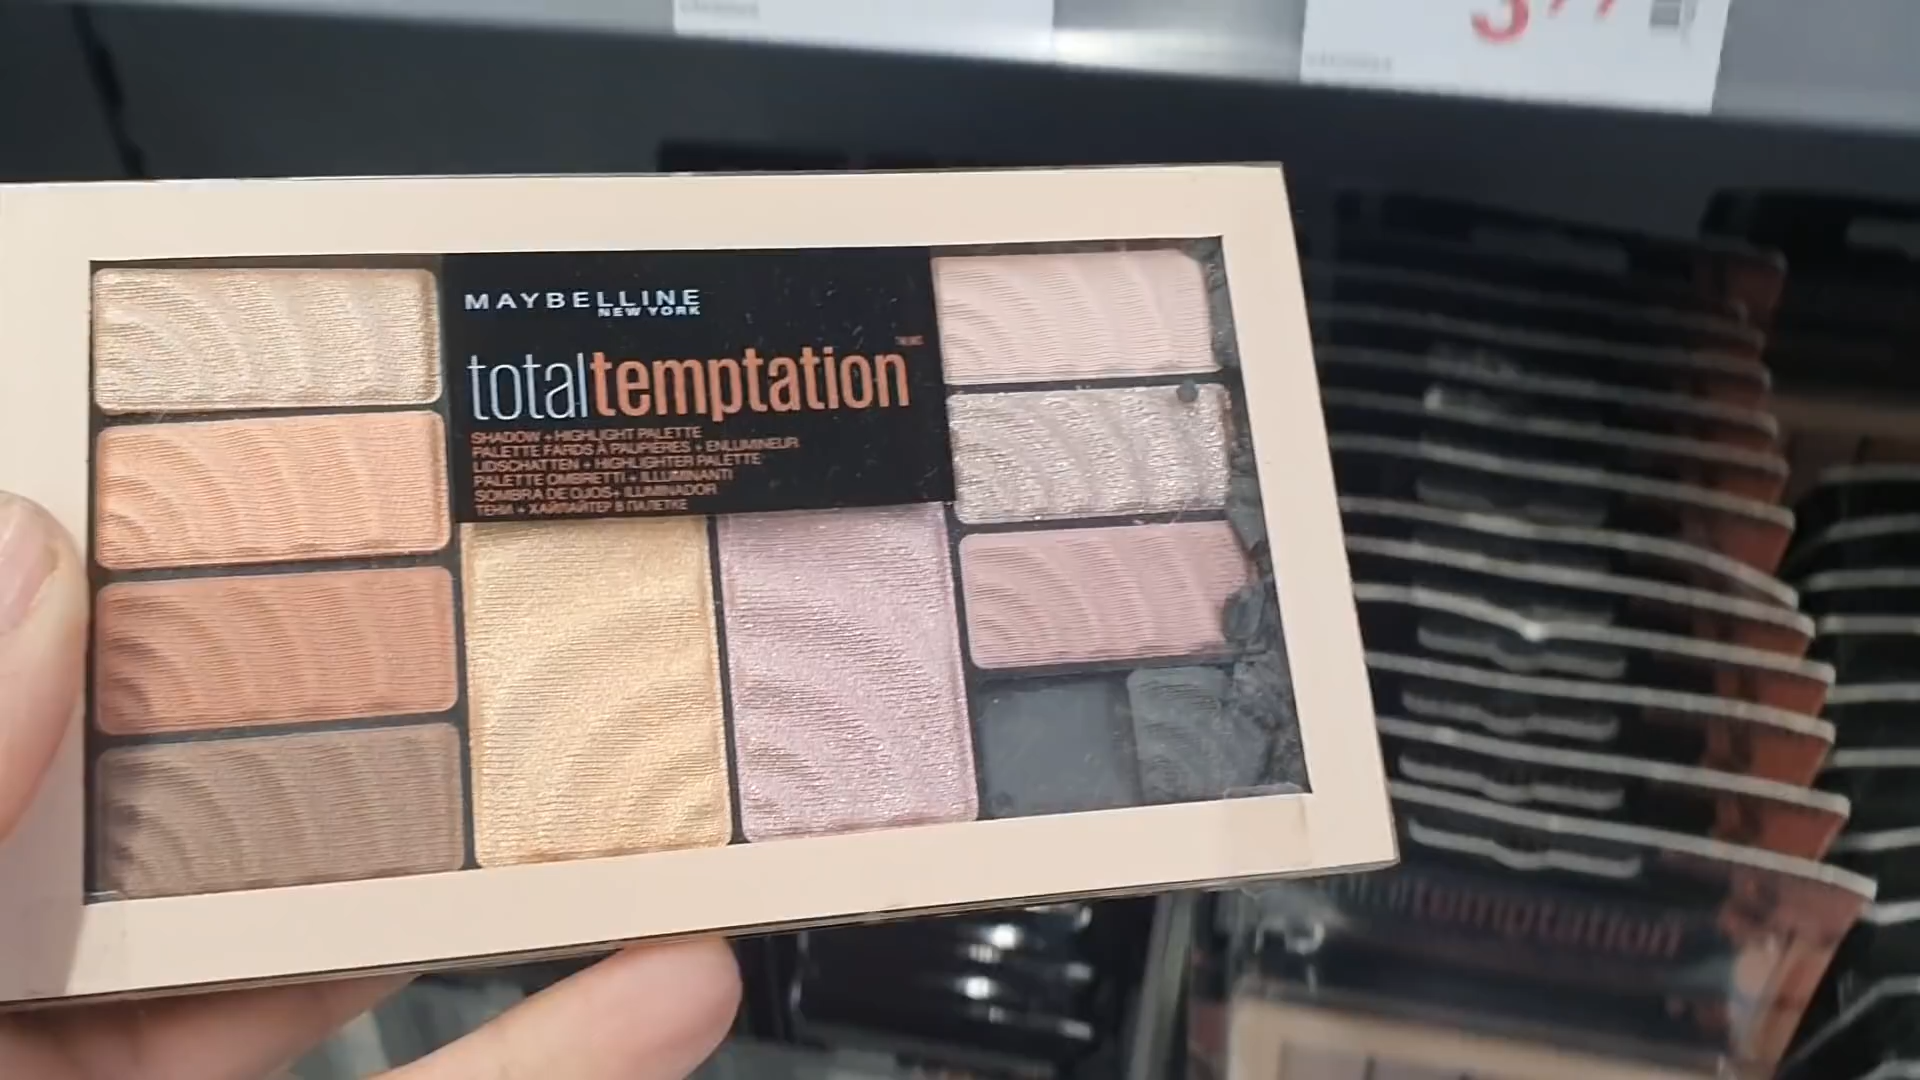 MAYBELLINE
NEW YORK
totaltemptation
SHADOW + HIGHLIGHT PALETTE
PALETTE FARDS À PAUPIÈRES + ENLUMINEUR
LIDSCHATTEN + HIGHLIGHTER PALETTE
PALETTE OMBRETTI + ILLUMINANTI
SOMBRA DE OJOS+ ILUMINADOR
ТЕНИ + ХАЙЛАЙТЕР В ПАЛЕТКЕ
temptation